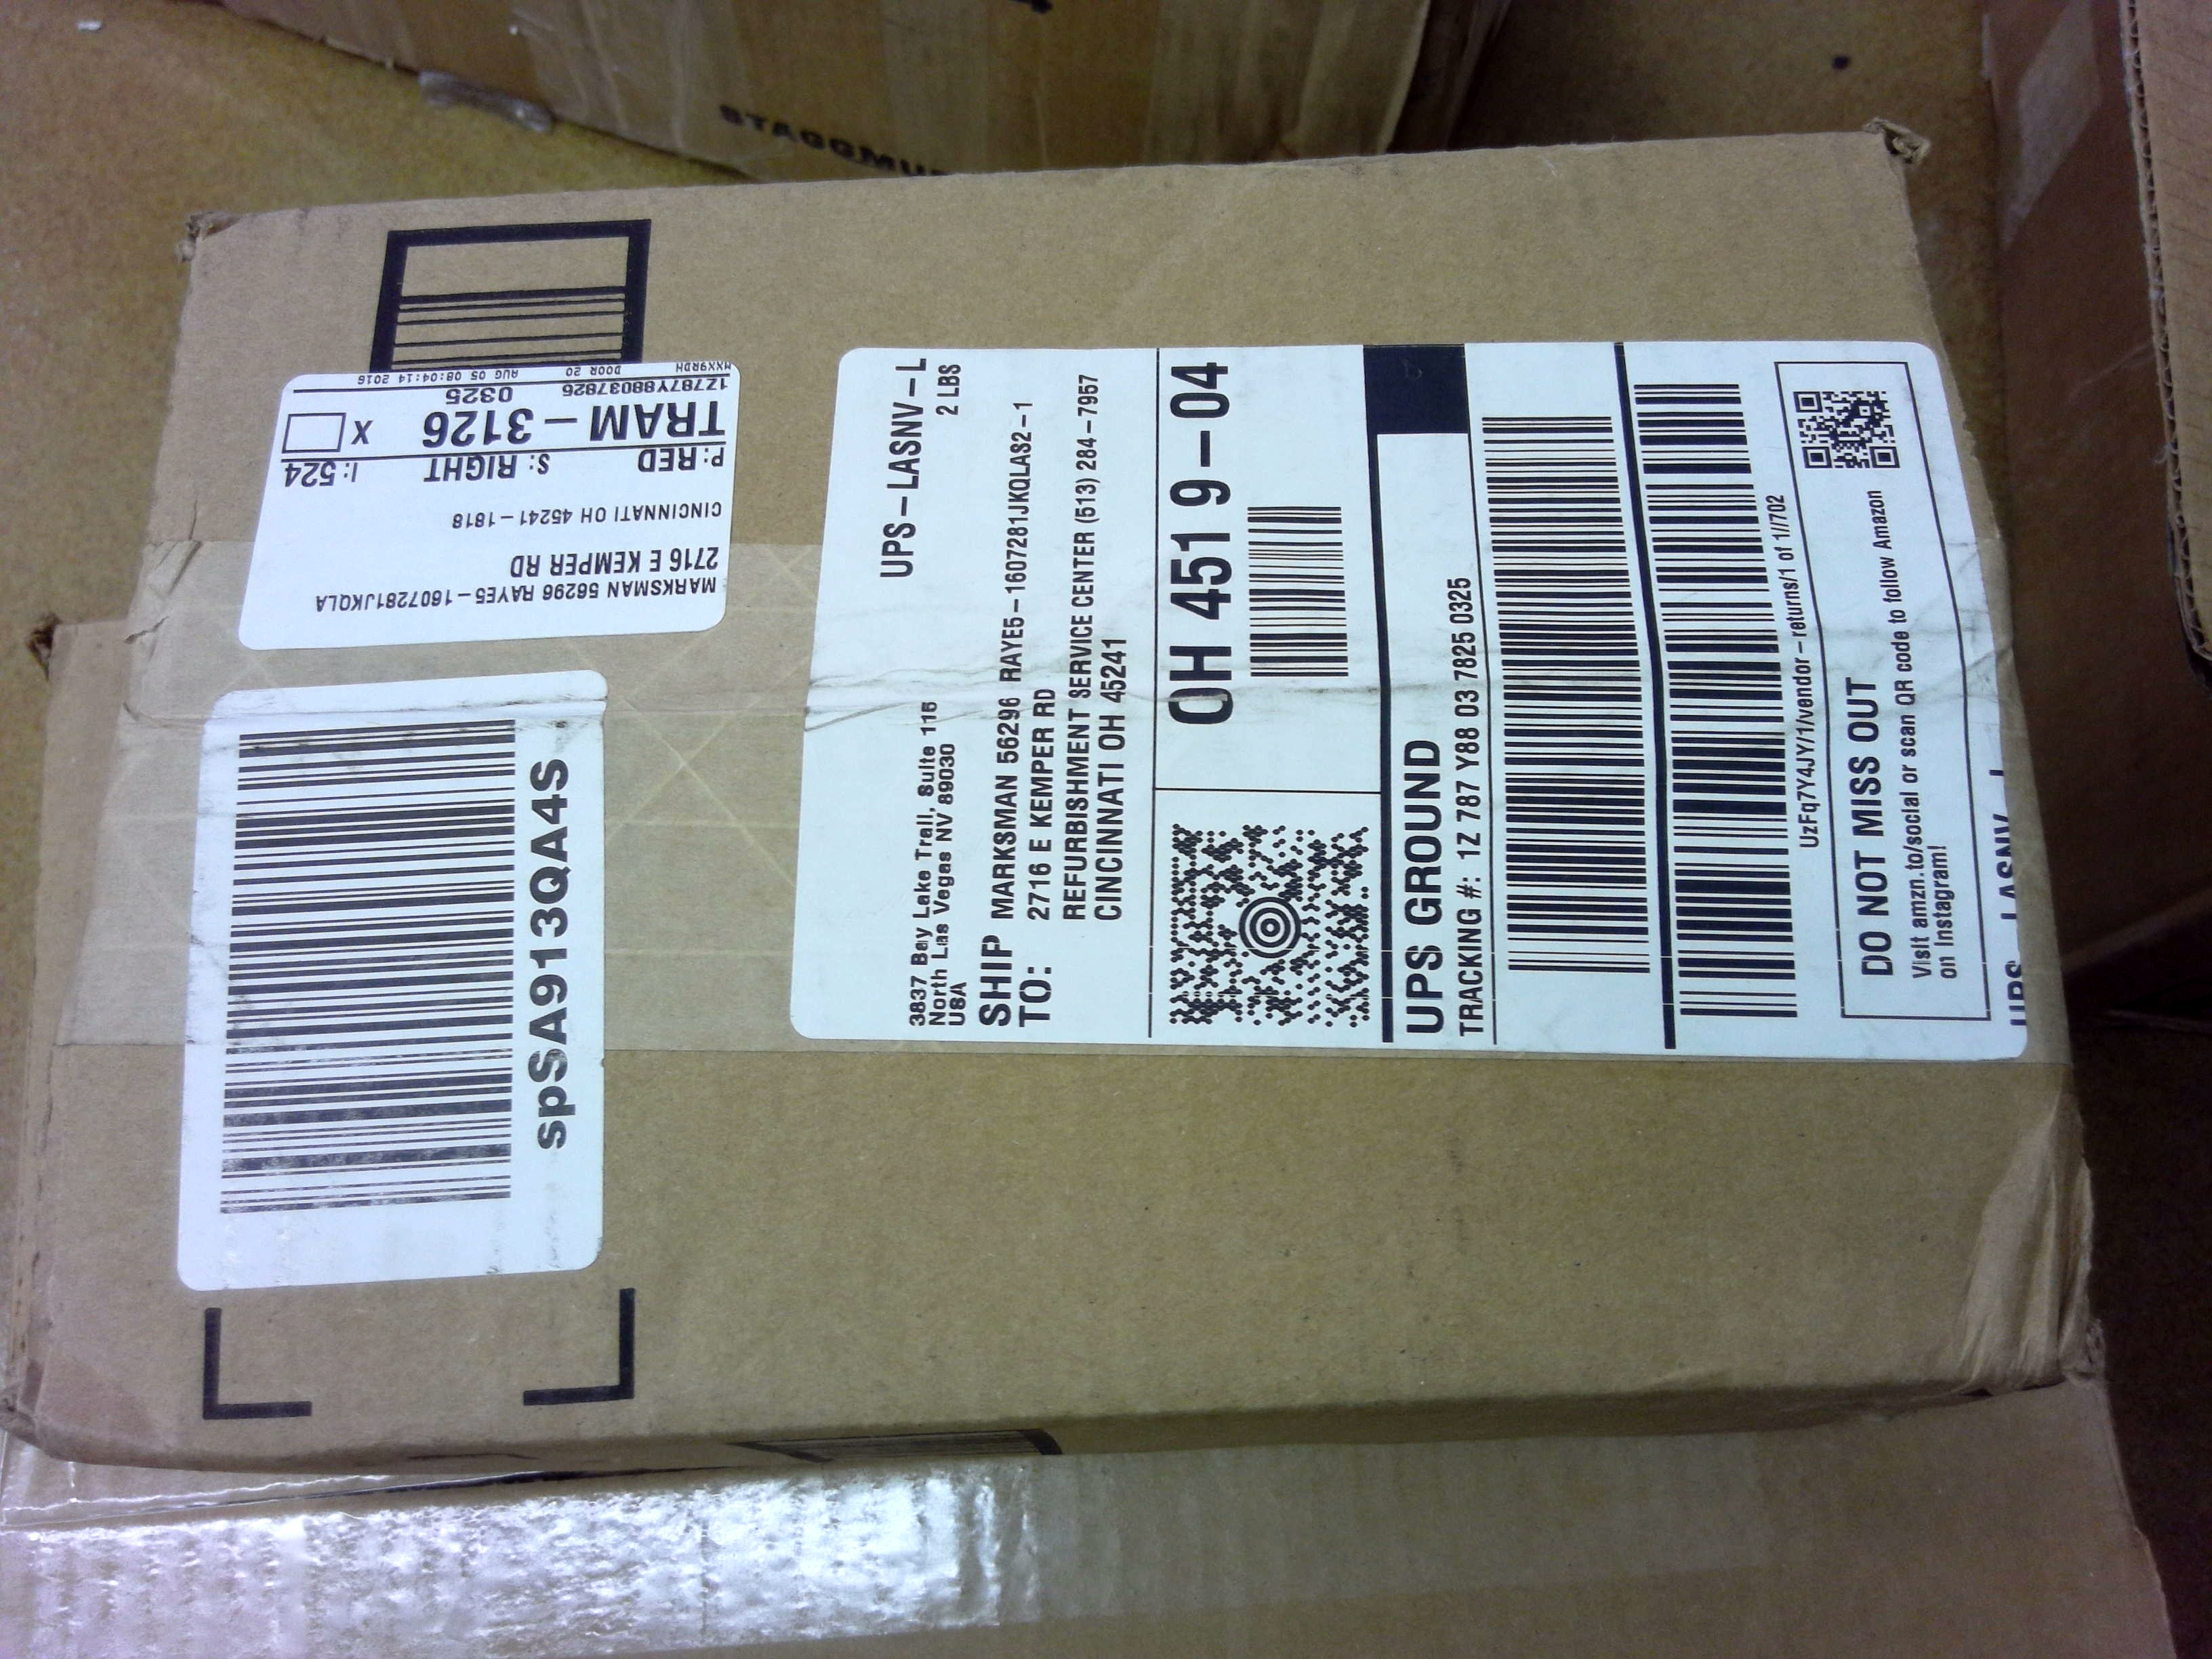 UPS-LASNV-L
2 LBS
3837 Bay Lake Trail, Suite 115
North Las Vegas NV 89030
USA
SHIP TO:
MARKSMAN 56296 RAYE5-1607281JKQLAS2-1
2716 E KEMPER RD
REFURBISHMENT SERVICE CENTER (513) 284-7957
CINCINNATI OH 45241
OH 451 9-04
UPS GROUND
TRACKING #: 1Z 787 Y88 03 7825 0325
UzFq7Y4JY/1/vendor-returns/1 of 1/7/702
DO NOT MISS OUT
Visit amzn.to/social or scan QR code to follow Amazon
on Instagram!
UPS-LASNV-L
spSA913QA4S
MARKSMAN 56296 RAYE5-1607281JKQLA
2716 E KEMPER RD
CINCINNATI OH 45241-1818
P: RED S: RIGHT I: 524
TRAM-3126 X
1Z787Y88037825 0325
MXX9RDH DOOR 20 AUG 05 08:04:14 2016